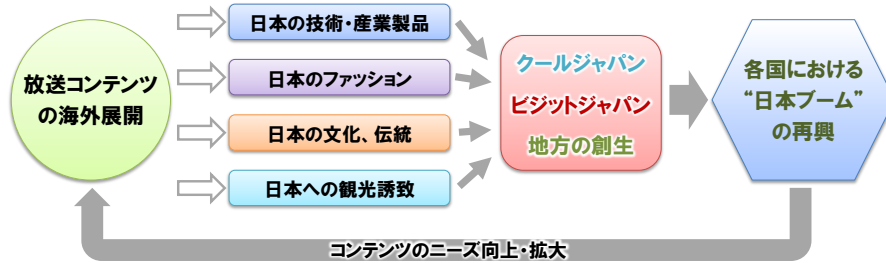 放送コンテンツ
の海外展開
日本の技術・産業製品
日本のファッション
日本の文化、伝統
日本への観光誘致
クールジャパン
ビジットジャパン
地方の創生
各国における
“日本ブーム”
の再興
コンテンツのニーズ向上・拡大